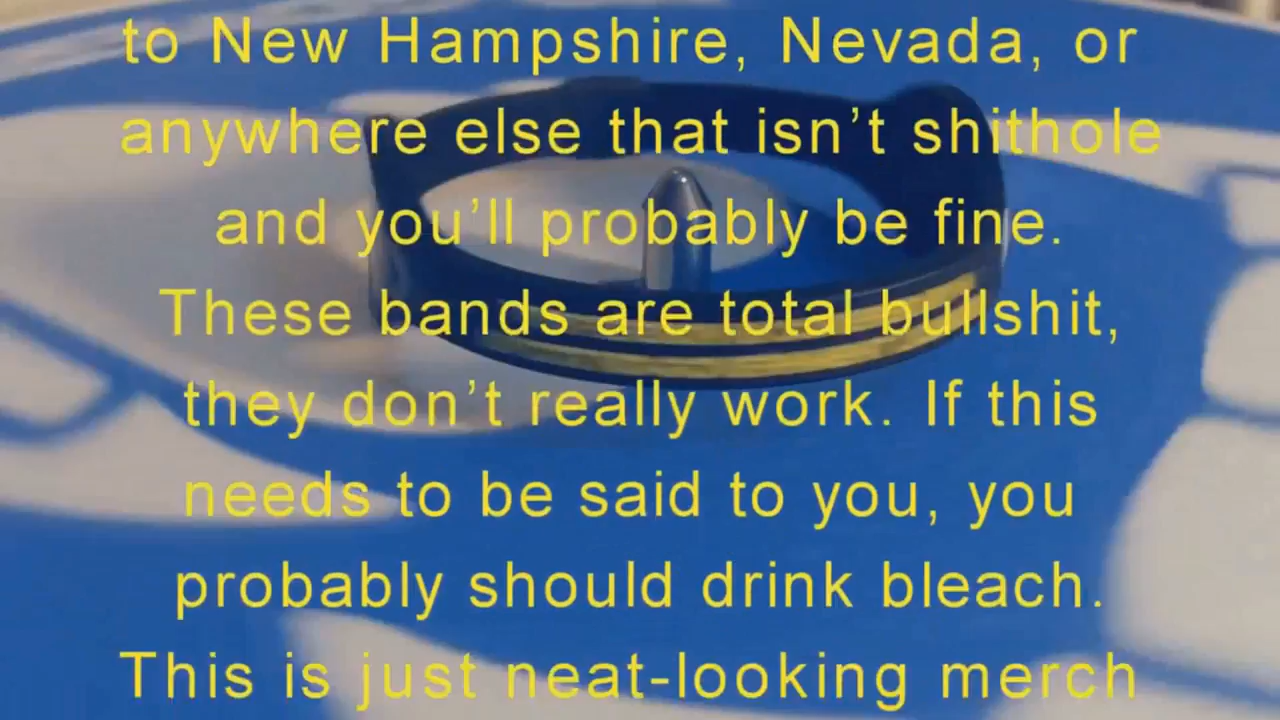 to New Hampshire, Nevada, or
anywhere else that isn’t shithole
and you’ll probably be fine.
These bands are total bullshit,
they don’t really work. If this
needs to be said to you, you
probably should drink bleach.
This is just neat-looking merch